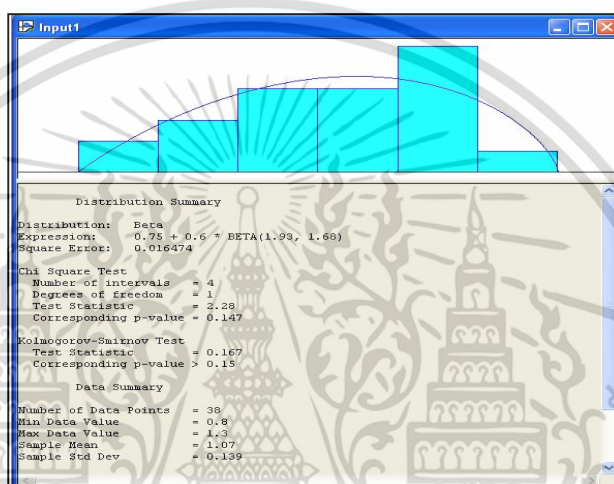 Input1
Distribution Summary
Distribution: Beta
Expression: 0.75 + 0.6 * BETA(1.93, 1.68)
Square Error: 0.016474
Chi Square Test
Number of intervals = 4
Degrees of freedom = 1
Test Statistic = 2.28
Corresponding p-value = 0.147
Kolmogorov-Smirnov Test
Test Statistic = 0.167
Corresponding p-value > 0.15
Data Summary
Number of Data Points = 38
Min Data Value = 0.8
Max Data Value = 1.3
Sample Mean = 1.07
Sample Std Dev = 0.139